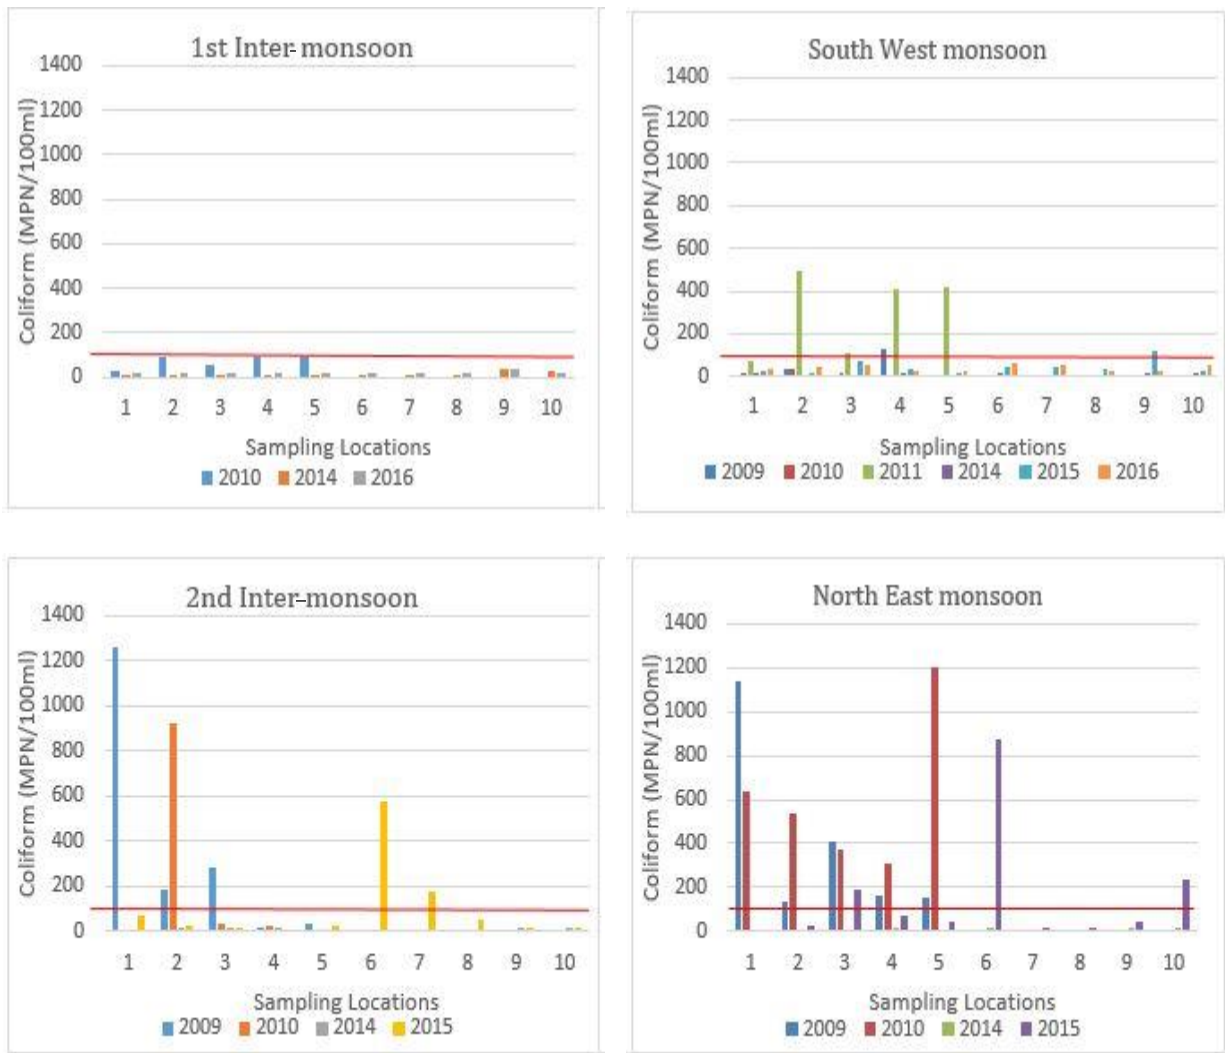 1st Inter-monsoon
Coliform (MPN/100ml)
1400
1200
1000
800
600
400
200
0
1 2 3 4 5 6 7 8 9 10
Sampling Locations
2010 2014 2016
South West monsoon
Coliform (MPN/100ml)
1400
1200
1000
800
600
400
200
0
1 2 3 4 5 6 7 8 9 10
Sampling Locations
2009 2010 2011 2014 2015 2016
2nd Inter-monsoon
Coliform (MPN/100ml)
1400
1200
1000
800
600
400
200
0
1 2 3 4 5 6 7 8 9 10
Sampling Locations
2009 2010 2014 2015
North East monsoon
Coliform (MPN/100ml)
1400
1200
1000
800
600
400
200
0
1 2 3 4 5 6 7 8 9 10
Sampling Locations
2009 2010 2014 2015